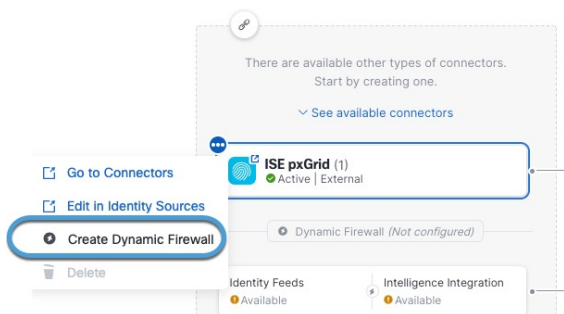 There are available other types of connectors.
Start by creating one.
See available connectors
ISE pxGrid (1)
Active | External
Go to Connectors
Edit in Identity Sources
Create Dynamic Firewall
Delete
Dynamic Firewall (Not configured)
Identity Feeds
Available
Intelligence Integration
Available